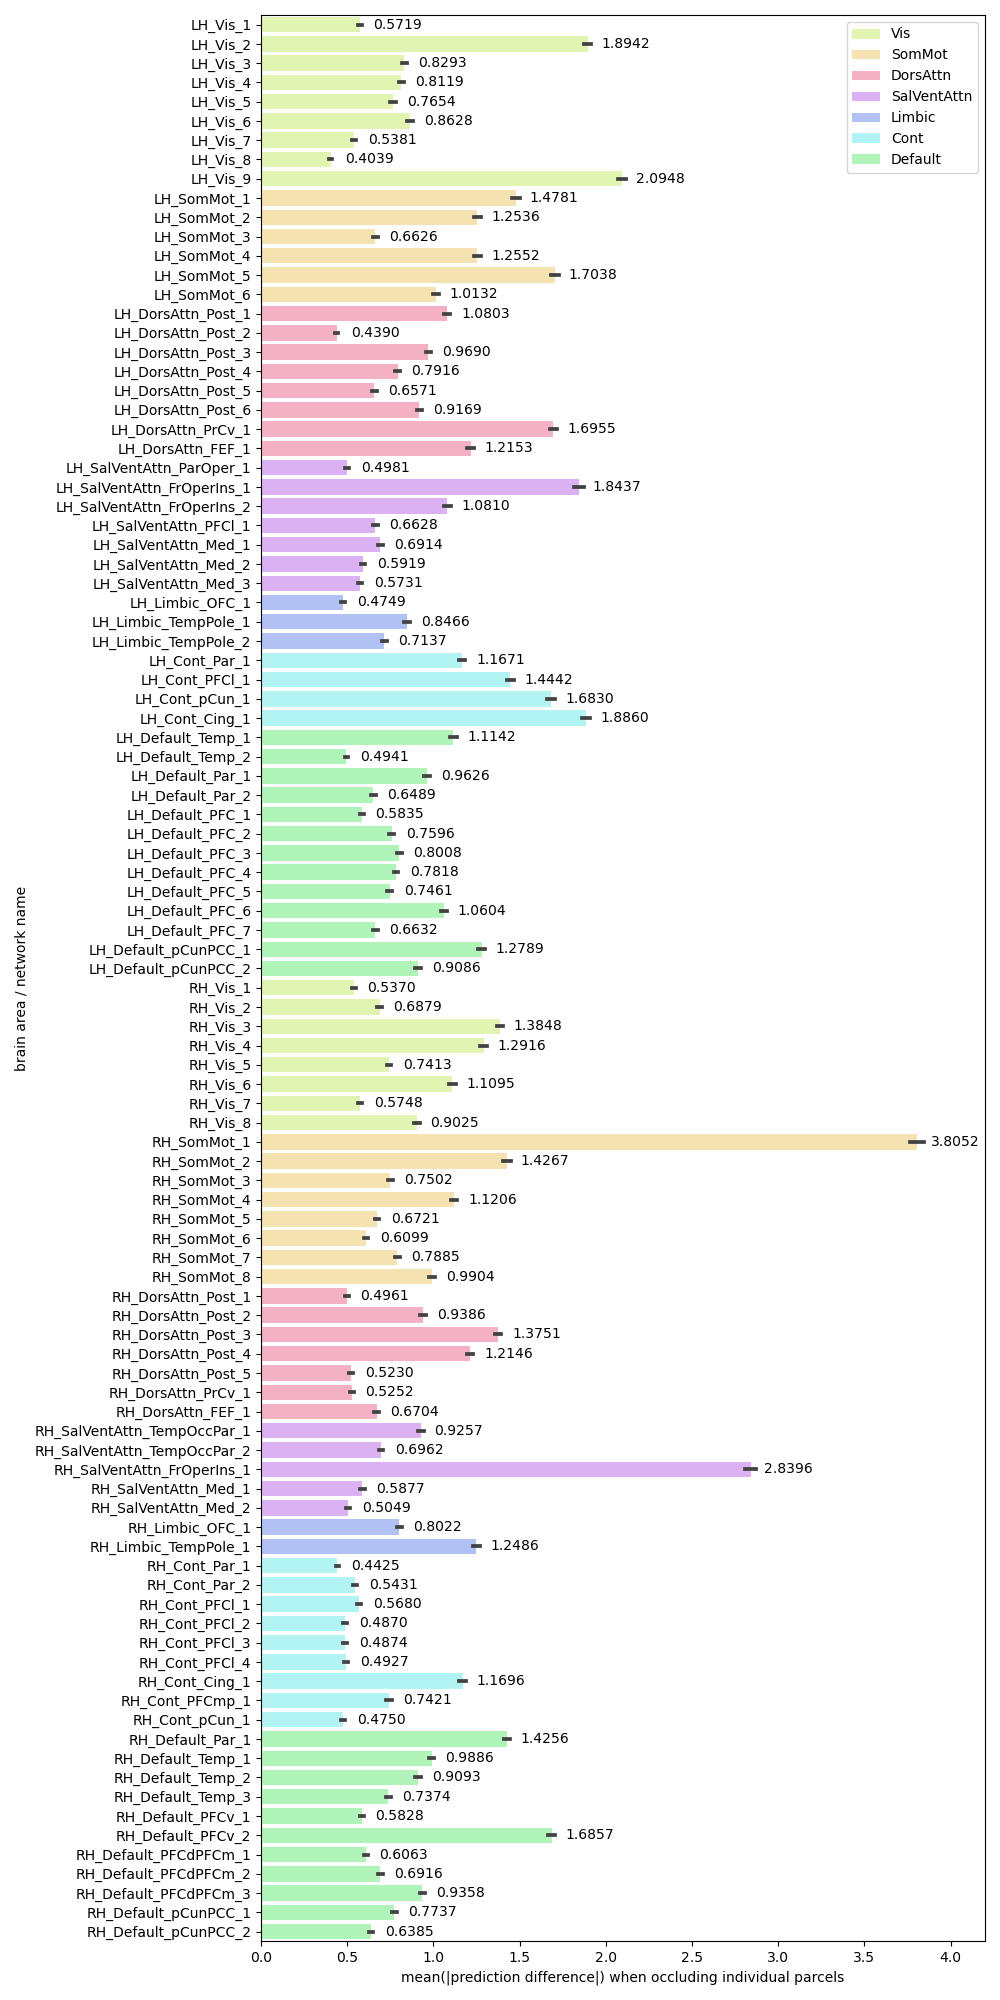 LH_Vis_1 0.5719
LH_Vis_2 1.8942
LH_Vis_3 0.8293
LH_Vis_4 0.8119
LH_Vis_5 0.7654
LH_Vis_6 0.8628
LH_Vis_7 0.5381
LH_Vis_8 0.4039
LH_Vis_9 2.0948
LH_SomMot_1 1.4781
LH_SomMot_2 1.2536
LH_SomMot_3 0.6626
LH_SomMot_4 1.2552
LH_SomMot_5 1.7038
LH_SomMot_6 1.0132
LH_DorsAttn_Post_1 1.0803
LH_DorsAttn_Post_2 0.4390
LH_DorsAttn_Post_3 0.9690
LH_DorsAttn_Post_4 0.7916
LH_DorsAttn_Post_5 0.6571
LH_DorsAttn_Post_6 0.9169
LH_DorsAttn_PrCv_1 1.6955
LH_DorsAttn_FEF_1 1.2153
LH_SalVentAttn_ParOper_1 0.4981
LH_SalVentAttn_FrOperIns_1 1.8437
LH_SalVentAttn_FrOperIns_2 1.0810
LH_SalVentAttn_PFCl_1 0.6628
LH_SalVentAttn_Med_1 0.6914
LH_SalVentAttn_Med_2 0.5919
LH_SalVentAttn_Med_3 0.5731
LH_Limbic_OFC_1 0.4749
LH_Limbic_TempPole_1 0.8466
LH_Limbic_TempPole_2 0.7137
LH_Cont_Par_1 1.1671
LH_Cont_PFCl_1 1.4442
LH_Cont_pCun_1 1.6830
LH_Cont_Cing_1 1.8860
LH_Default_Temp_1 1.1142
LH_Default_Temp_2 0.4941
LH_Default_Par_1 0.9626
LH_Default_Par_2 0.6489
LH_Default_PFC_1 0.5835
LH_Default_PFC_2 0.7596
LH_Default_PFC_3 0.8008
LH_Default_PFC_4 0.7818
LH_Default_PFC_5 0.7461
LH_Default_PFC_6 1.0604
LH_Default_PFC_7 0.6632
LH_Default_pCunPCC_1 1.2789
LH_Default_pCunPCC_2 0.9086
RH_Vis_1 0.5370
RH_Vis_2 0.6879
RH_Vis_3 1.3848
RH_Vis_4 1.2916
RH_Vis_5 0.7413
RH_Vis_6 1.1095
RH_Vis_7 0.5748
RH_Vis_8 0.9025
RH_SomMot_1 3.8052
RH_SomMot_2 1.4267
RH_SomMot_3 0.7502
RH_SomMot_4 1.1206
RH_SomMot_5 0.6721
RH_SomMot_6 0.6099
RH_SomMot_7 0.7885
RH_SomMot_8 0.9904
RH_DorsAttn_Post_1 0.4961
RH_DorsAttn_Post_2 0.9386
RH_DorsAttn_Post_3 1.3751
RH_DorsAttn_Post_4 1.2146
RH_DorsAttn_Post_5 0.5230
RH_DorsAttn_PrCv_1 0.5252
RH_DorsAttn_FEF_1 0.6704
RH_SalVentAttn_TempOccPar_1 0.9257
RH_SalVentAttn_TempOccPar_2 0.6962
RH_SalVentAttn_FrOperIns_1 2.8396
RH_SalVentAttn_Med_1 0.5877
RH_SalVentAttn_Med_2 0.5049
RH_Limbic_OFC_1 0.8022
RH_Limbic_TempPole_1 1.2486
RH_Cont_Par_1 0.4425
RH_Cont_Par_2 0.5431
RH_Cont_PFCl_1 0.5680
RH_Cont_PFCl_2 0.4870
RH_Cont_PFCl_3 0.4874
RH_Cont_PFCl_4 0.4927
RH_Cont_Cing_1 1.1696
RH_Cont_PFCmp_1 0.7421
RH_Cont_pCun_1 0.4750
RH_Default_Par_1 1.4256
RH_Default_Temp_1 0.9886
RH_Default_Temp_2 0.9093
RH_Default_Temp_3 0.7374
RH_Default_PFCv_1 0.5828
RH_Default_PFCv_2 1.6857
RH_Default_PFCdPFCm_1 0.6063
RH_Default_PFCdPFCm_2 0.6916
RH_Default_PFCdPFCm_3 0.9358
RH_Default_pCunPCC_1 0.7737
RH_Default_pCunPCC_2 0.6385
0.0 0.5 1.0 1.5 2.0 2.5 3.0 3.5 4.0
mean(|prediction difference|) when occluding individual parcels
brain area / network name
Vis
SomMot
DorsAttn
SalVentAttn
Limbic
Cont
Default